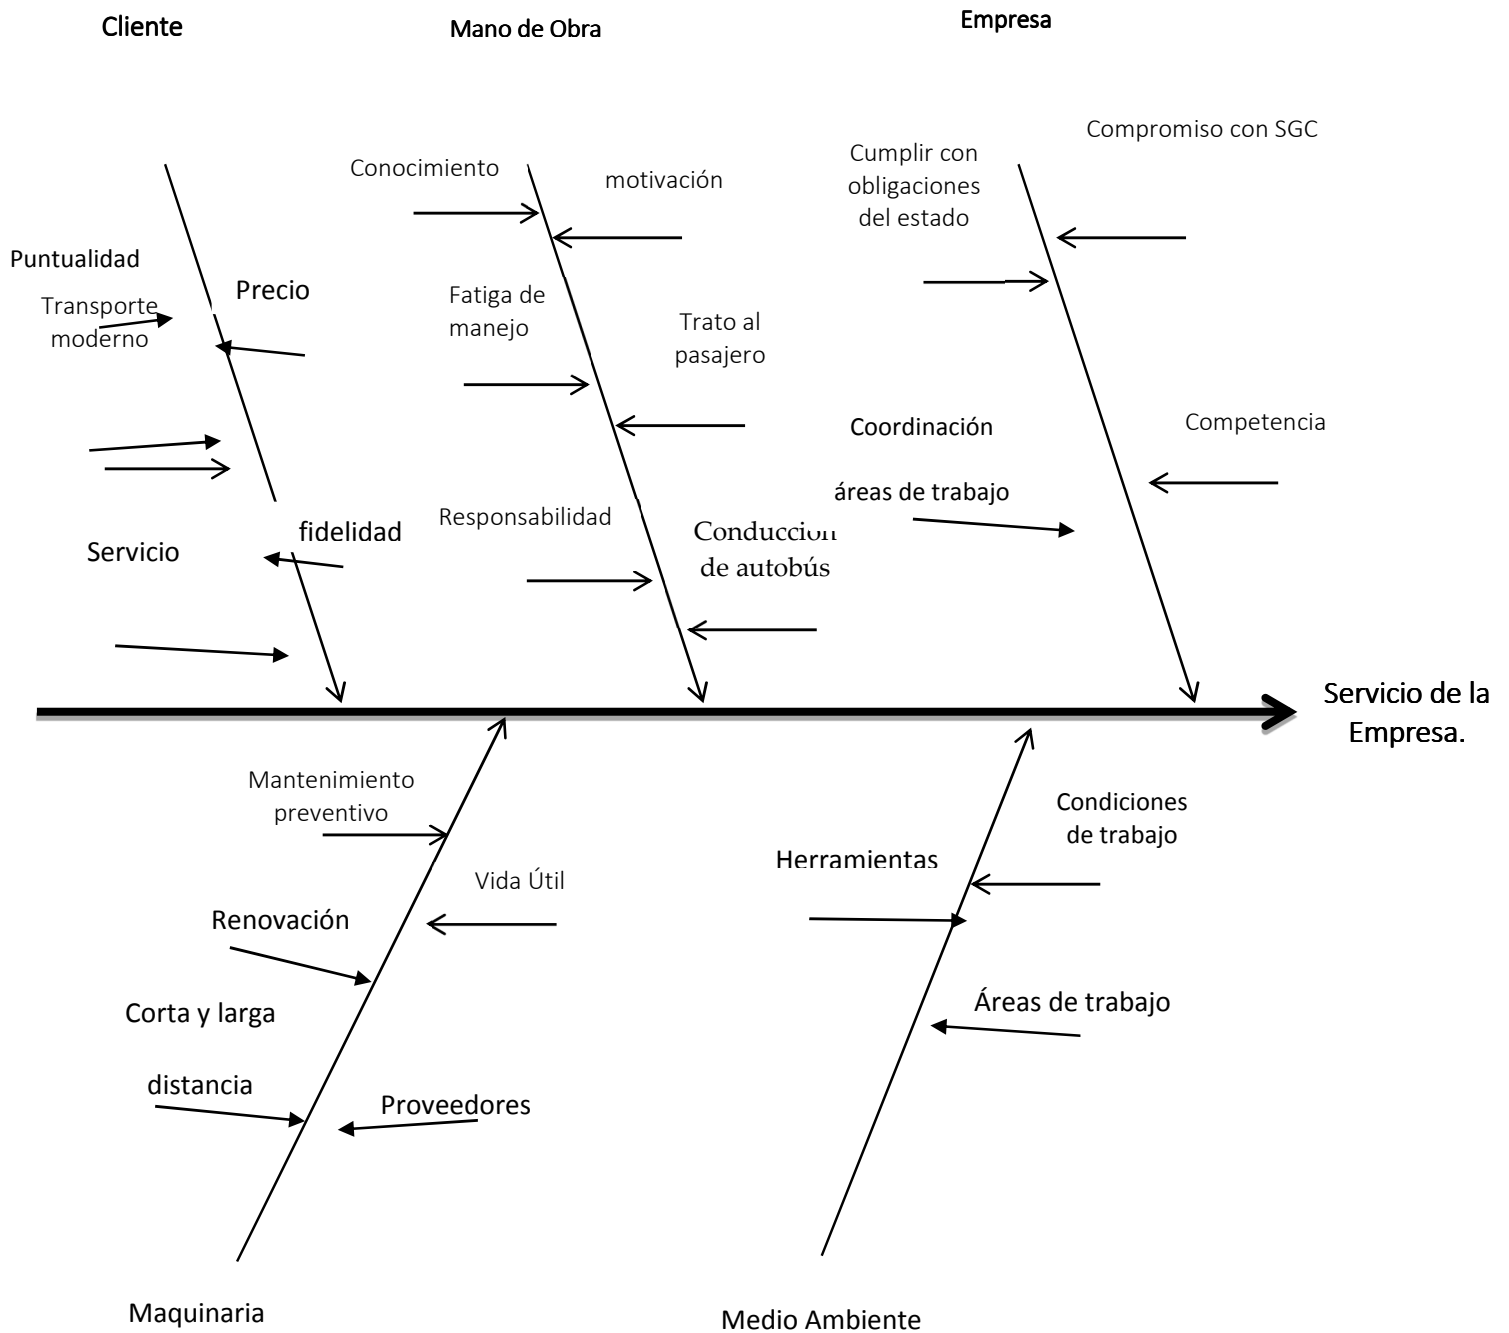 Cliente
Mano de Obra
Empresa
Compromiso con SGC
Cumplir con
obligaciones
del estado
Conocimiento
motivación
Puntualidad
Transporte
moderno
Precio
Fatiga de
manejo
Trato al
pasajero
Coordinación
áreas de trabajo
Competencia
Responsabilidad
Conducción
de autobús
fidelidad
Servicio
Servicio de la
Empresa.
Mantenimiento
preventivo
Condiciones
de trabajo
Herramientas
Vida Útil
Renovación
Áreas de trabajo
Corta y larga
distancia
Proveedores
Maquinaria
Medio Ambiente